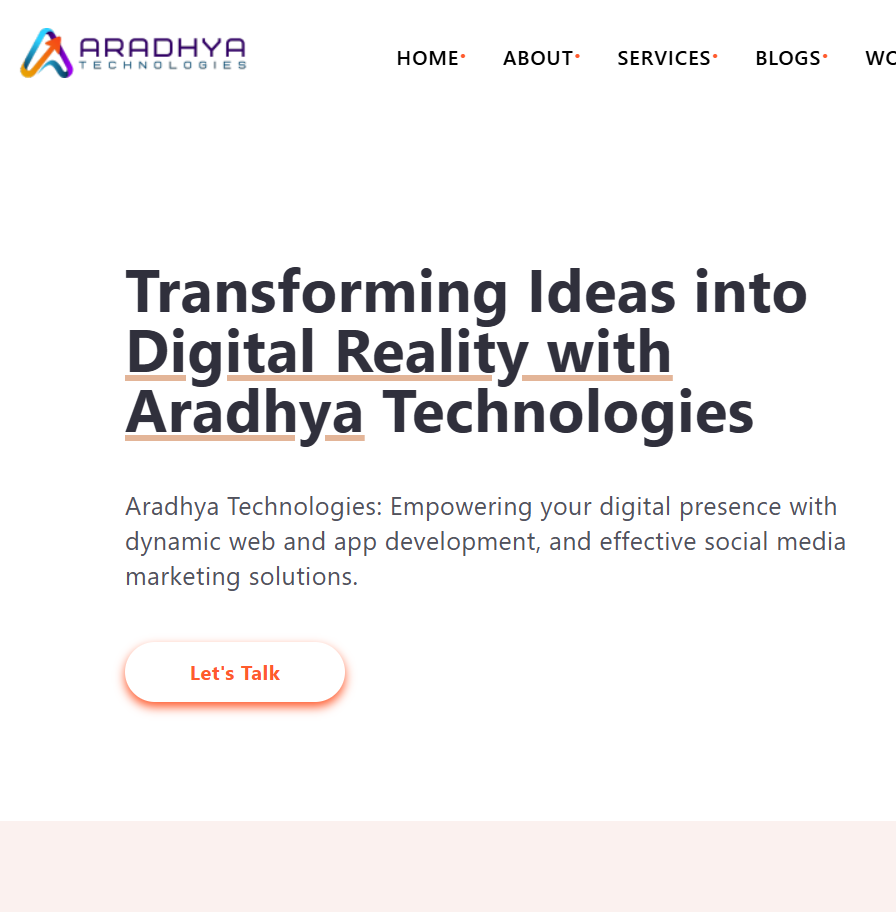 ARADHYA
TECHNOLOGIES
HOME ABOUT SERVICES BLOGS WO
Transforming Ideas into
Digital Reality with
Aradhya Technologies
Aradhya Technologies: Empowering your digital presence with
dynamic web and app development, and effective social media
marketing solutions.
Let's Talk